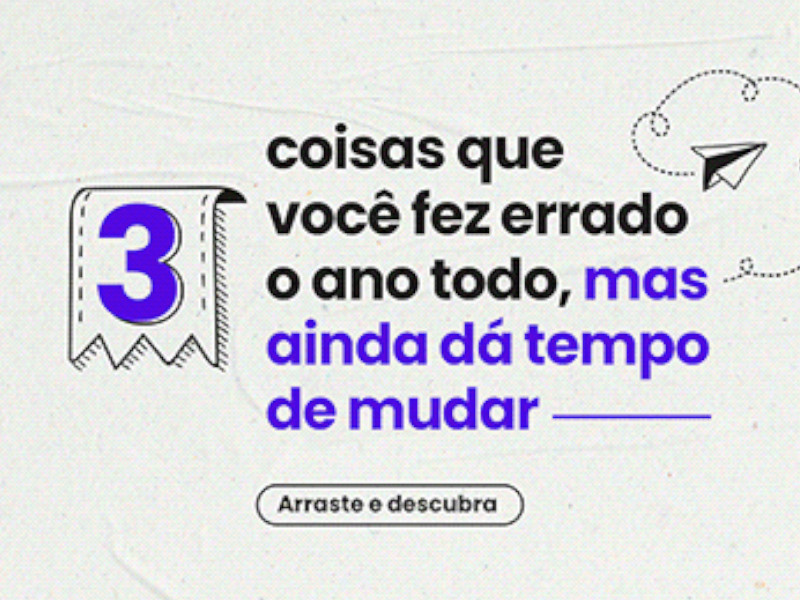 3
coisas que
você fez errado
o ano todo, mas
ainda dá tempo
de mudar
Arraste e descubra